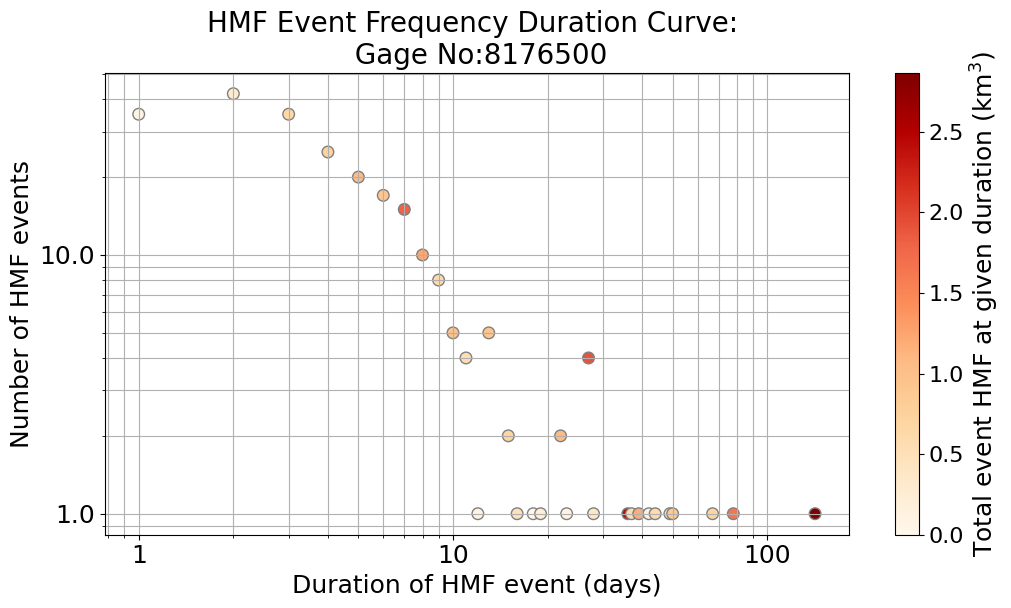 HMF Event Frequency Duration Curve:
Gage No:8176500
Number of HMF events
10.0
1.0
1
10
100
Duration of HMF event (days)
2.5
2.0
1.5
1.0
0.5
0.0
Total event HMF at given duration (km³)